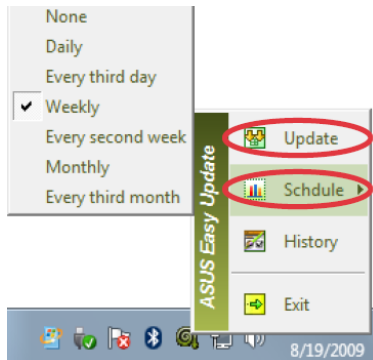 None
Daily
Every third day
Weekly
Every second week
Monthly
Every third month
ASUS Easy Update
Update
Schdule
History
Exit
8/19/2009